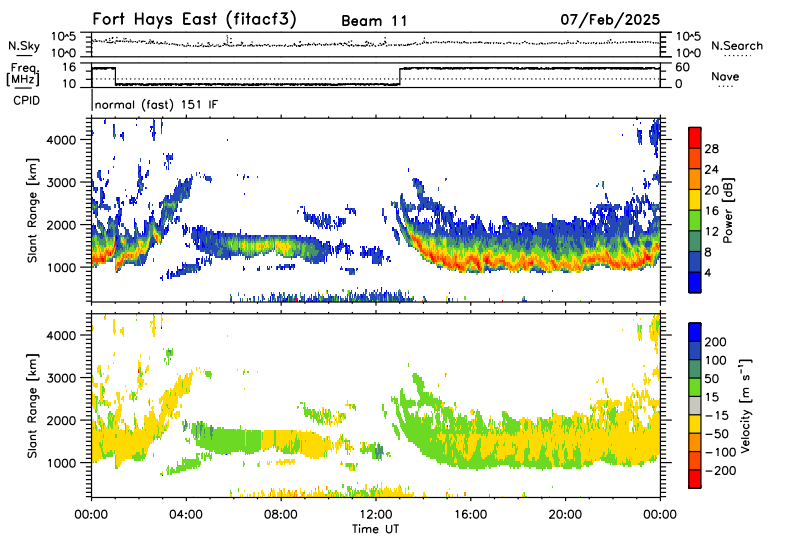 Fort Hays East (fitacf3) Beam 11 07/Feb/2025
N.Sky 10^5 10^0 10^5 10^0 N.Search
Freq. [MHz] 16 10 60 0 Nave
CPID normal (fast) 151 IF
Slant Range [km] 4000 3000 2000 1000
28 24 20 16 12 8 4 Power [dB]
Slant Range [km] 4000 3000 2000 1000
200 100 50 15 −15 −50 −100 −200 Velocity [m s⁻¹]
00:00 04:00 08:00 12:00 16:00 20:00 00:00
Time UT